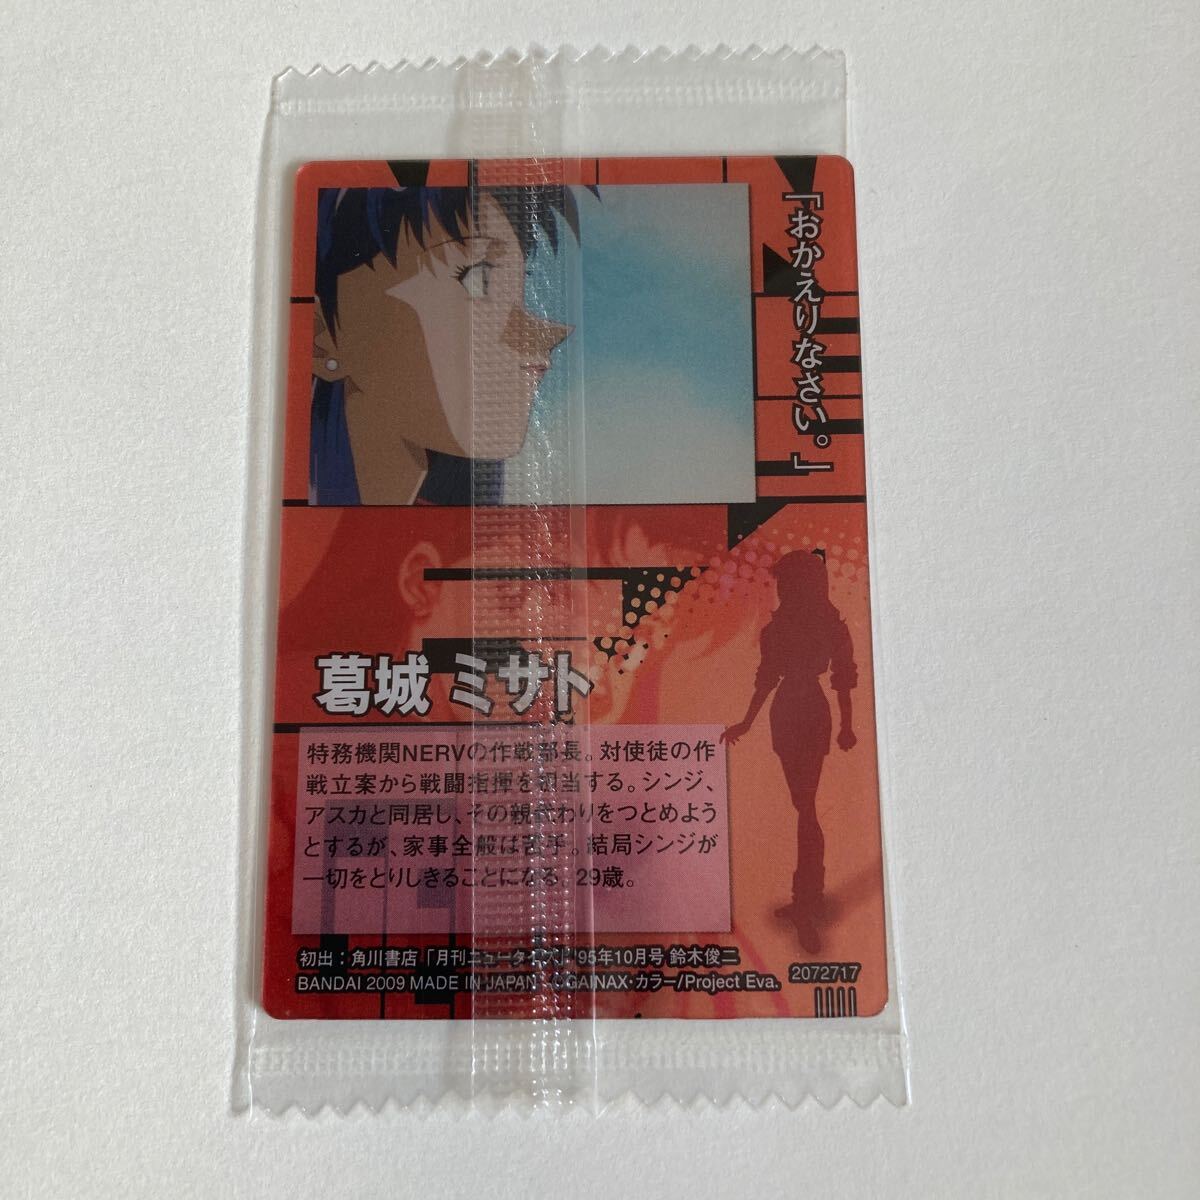 『おかえりなさい。』
葛城 ミサト
特務機関NERVの作戦部長。対使徒の作
戦立案から戦闘指揮を担当する。シンジ、
アスカと同居し、その親代わりをつとめよう
とするが、家事全般は苦手。結局シンジが
一切をとりしきることになる。29歳。
初出：角川書店「月刊ニュータイプ」'95年10月号 鈴木俊二
BANDAI 2009 MADE IN JAPAN ©GAINAX・カラー/Project Eva.
2072717